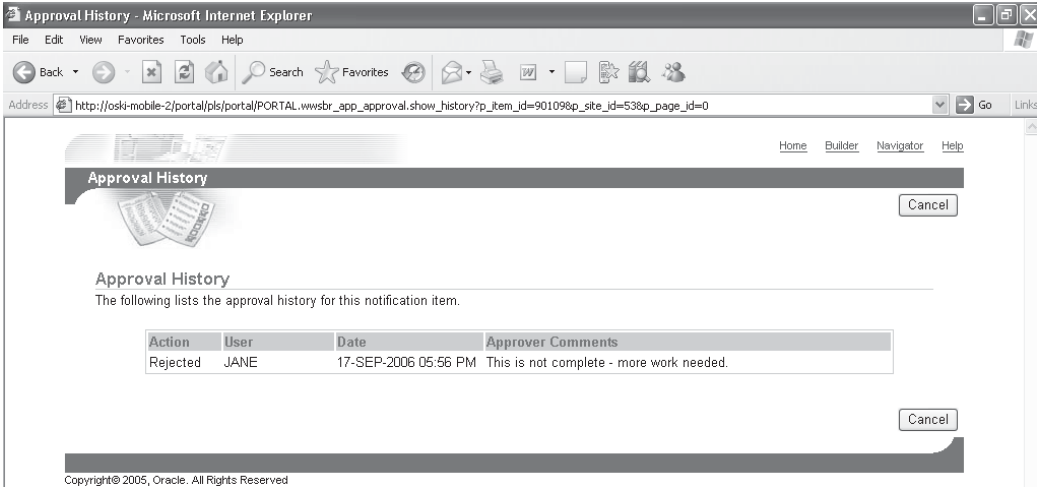 Approval History - Microsoft Internet Explorer
File Edit View Favorites Tools Help
Back Search Favorites
Address http://oski-mobile-2/portal/pls/portal/PORTAL.wwsbr_app_approval.show_history?p_item_id=90109&p_site_id=53&p_page_id=0 Go Links
Home Builder Navigator Help
Approval History
Cancel
Approval History
The following lists the approval history for this notification item.
Action User Date Approver Comments
Rejected JANE 17-SEP-2006 05:56 PM This is not complete - more work needed.
Cancel
Copyright© 2005, Oracle. All Rights Reserved